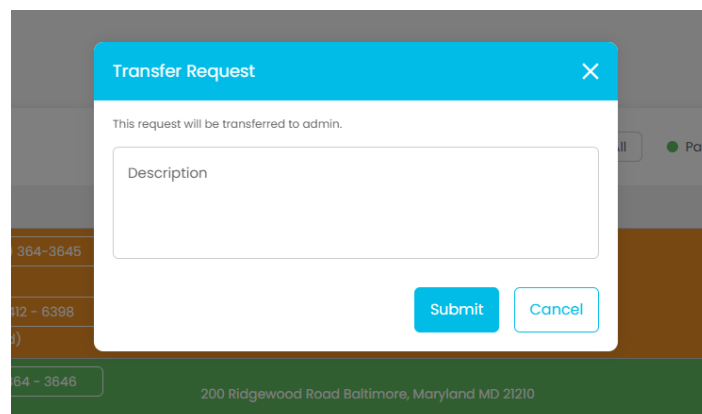 Transfer Request
This request will be transferred to admin.
All
Description
364-3645
412 - 6398
Submit
Cancel
364 - 3646
200 Ridgewood Road Baltimore, Maryland MD 21210